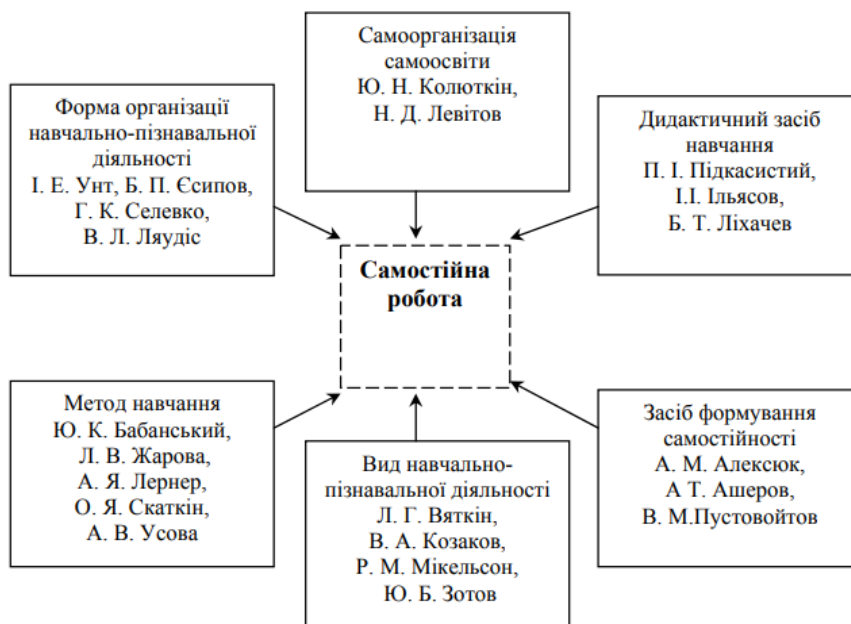 Самоорганізація
самоосвіти
Ю. Н. Колюткін,
Н. Д. Левітов
Форма організації
навчально-пізнавальної
діяльності
І. Е. Унт, Б. П. Єсипов,
Г. К. Селевко,
В. Л. Ляудіс
Дидактичний засіб
навчання
П. І. Підкасистий,
І.І. Ільясов,
Б. Т. Ліхачев
Самостійна
робота
Метод навчання
Ю. К. Бабанський,
Л. В. Жарова,
А. Я. Лернер,
О. Я. Скаткін,
А. В. Усова
Вид навчально-
пізнавальної діяльності
Л. Г. Вяткін,
В. А. Козаков,
Р. М. Мікельсон,
Ю. Б. Зотов
Засіб формування
самостійності
А. М. Алексюк,
А Т. Ашеров,
В. М.Пустовойтов